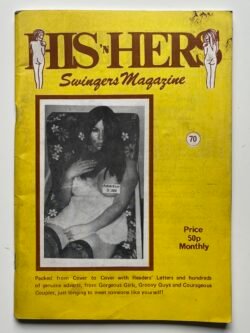 HIS 'N HERS
Swingers Magazine
70
Price
50p
Monthly
Packed from Cover to Cover with Readers' Letters and hundreds
of genuine adverts, from Gorgeous Girls, Groovy Guys and Courageous
Couples, just longing to meet someone like yourself!